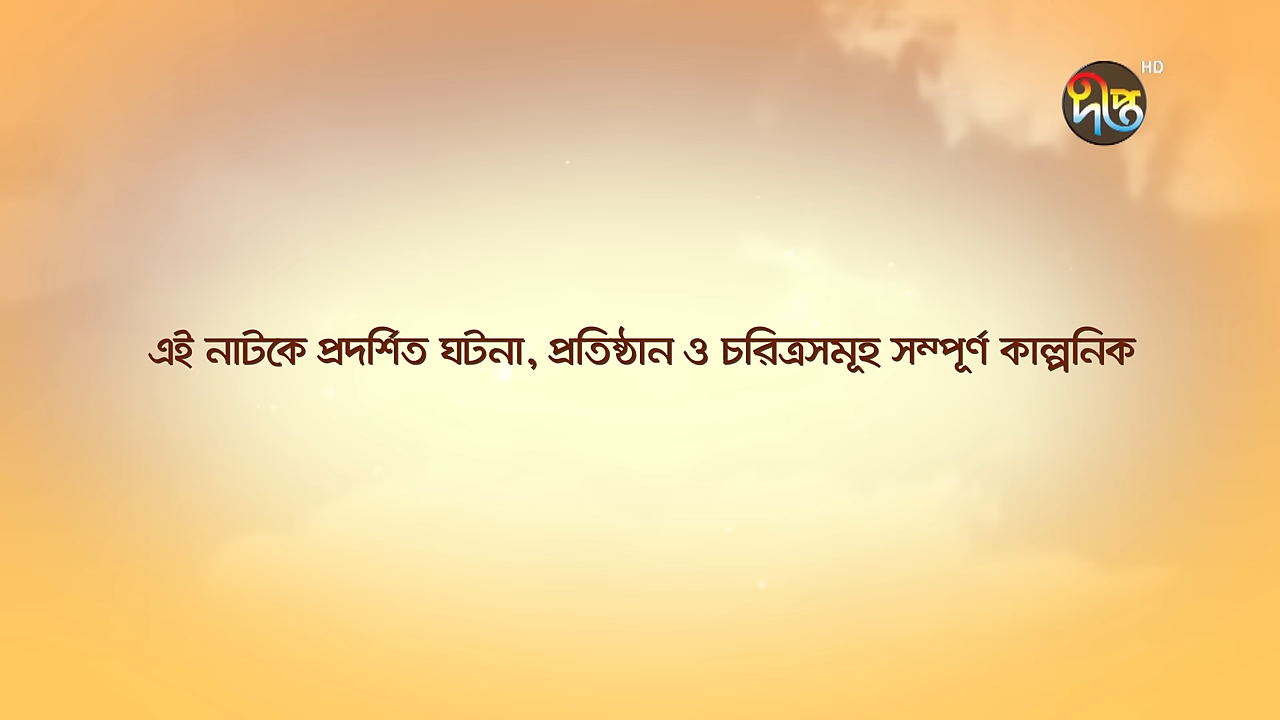 দীপ্ত HD
এই নাটকে প্রদর্শিত ঘটনা, প্রতিষ্ঠান ও চরিত্রসমূহ সম্পূর্ণ কাল্পনিক